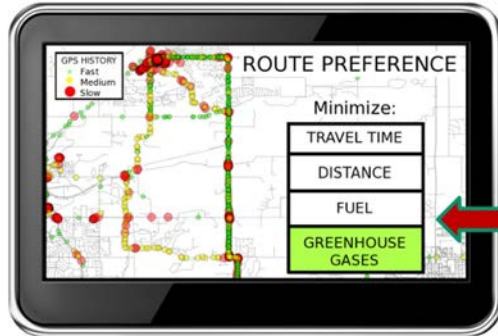 GPS HISTORY
Fast
Medium
Slow
ROUTE PREFERENCE
Minimize:
TRAVEL TIME
DISTANCE
FUEL
GREENHOUSE
GASES